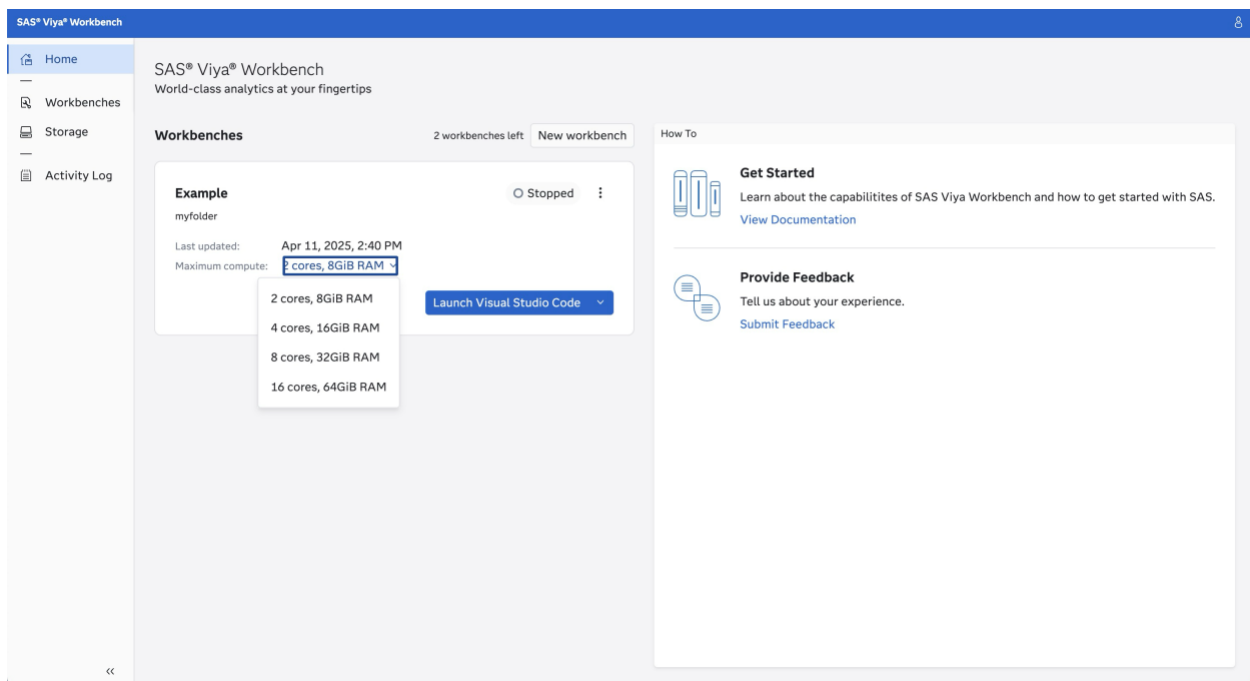 SAS® Viya® Workbench
Home
Workbenches
Storage
Activity Log
SAS® Viya® Workbench
World-class analytics at your fingertips
Workbenches
2 workbenches left
New workbench
Example
Stopped
myfolder
Last updated: Apr 11, 2025, 2:40 PM
Maximum compute: 2 cores, 8GiB RAM
2 cores, 8GiB RAM
4 cores, 16GiB RAM
8 cores, 32GiB RAM
16 cores, 64GiB RAM
Launch Visual Studio Code
How To
Get Started
Learn about the capabilitites of SAS Viya Workbench and how to get started with SAS.
View Documentation
Provide Feedback
Tell us about your experience.
Submit Feedback